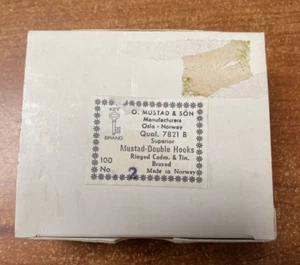 KEY
BRAND
O. MUSTAD & SÖN
Manufacturers
Oslo - Norway
Qual. 7821 B
Superior
Mustad-Double Hooks
Ringed Cadm. & Tin.
Brazed
100
No. 2 Made in Norway